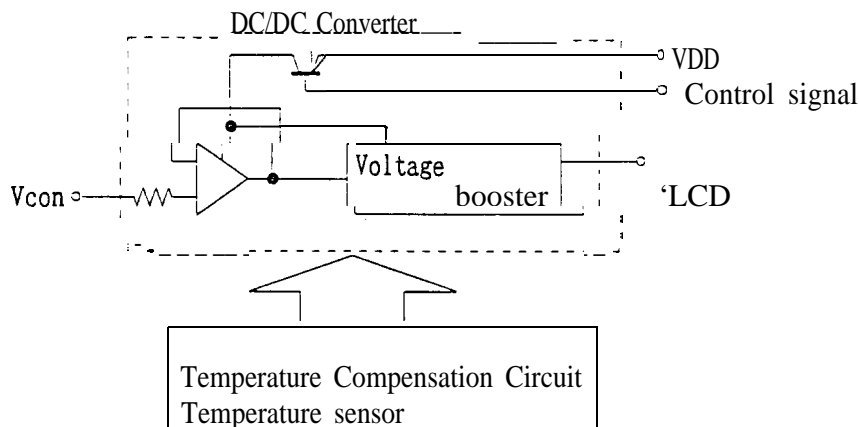 DC/DC Converter
VDD
Control signal
Voltage
booster
Vcon
‘LCD
Temperature Compensation Circuit
Temperature sensor